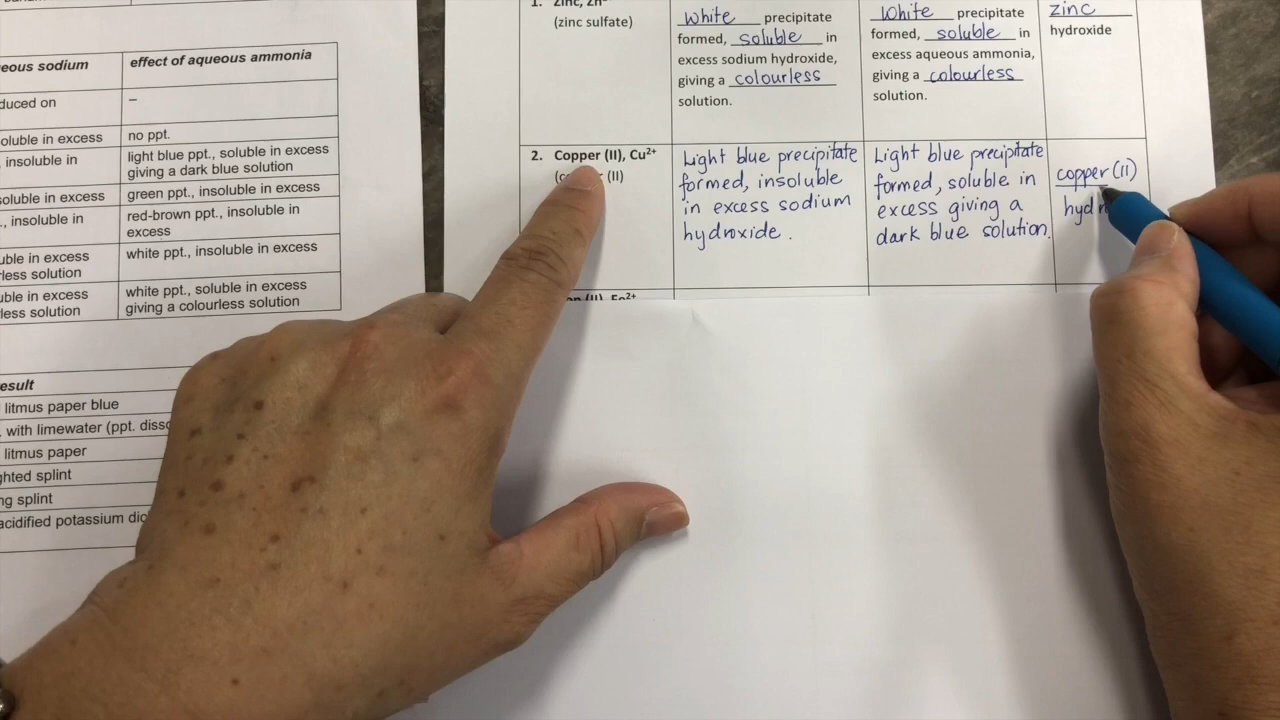 eous sodium effect of aqueous ammonia
duced on –
oluble in excess no ppt.
, insoluble in light blue ppt., soluble in excess
giving a dark blue solution
soluble in excess green ppt., insoluble in excess
., insoluble in red-brown ppt., insoluble in
excess
uble in excess white ppt., insoluble in excess
rless solution
uble in excess white ppt., soluble in excess
rless solution giving a colourless solution
esult
litmus paper blue
with limewater (ppt. disso
litmus paper
ghted splint
ng splint
acidified potassium dic
1. Zinc, Zn
(zinc sulfate)
white precipitate
formed, soluble in
excess sodium hydroxide,
giving a colourless
solution.
White precipitate
formed, soluble in
excess aqueous ammonia,
giving a colourless
solution.
zinc
hydroxide
2. Copper (II), Cu²⁺
(II)
Light blue precipitate
formed, insoluble
in excess sodium
hydroxide.
Light blue precipitate
formed, soluble in
excess giving a
dark blue solution.
copper (II)
hyd